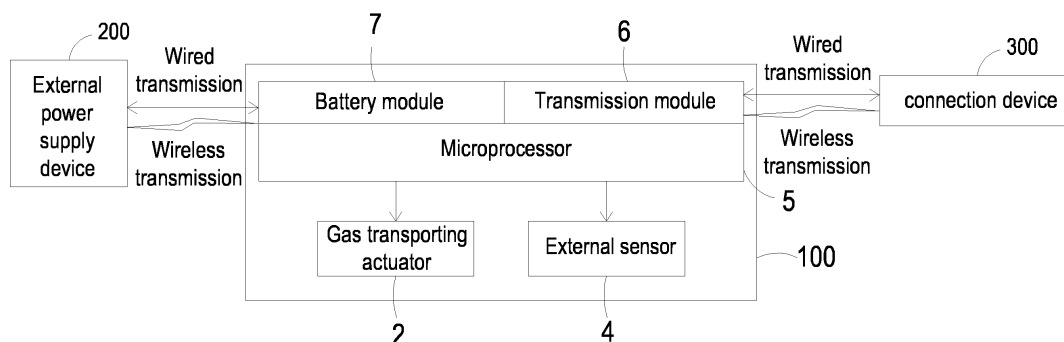 200
External
power
supply
device
Wired
transmission
Wireless
transmission
7
6
Battery module
Transmission module
Microprocessor
5
Gas transporting
actuator
2
External sensor
4
100
Wired
transmission
Wireless
transmission
300
connection device